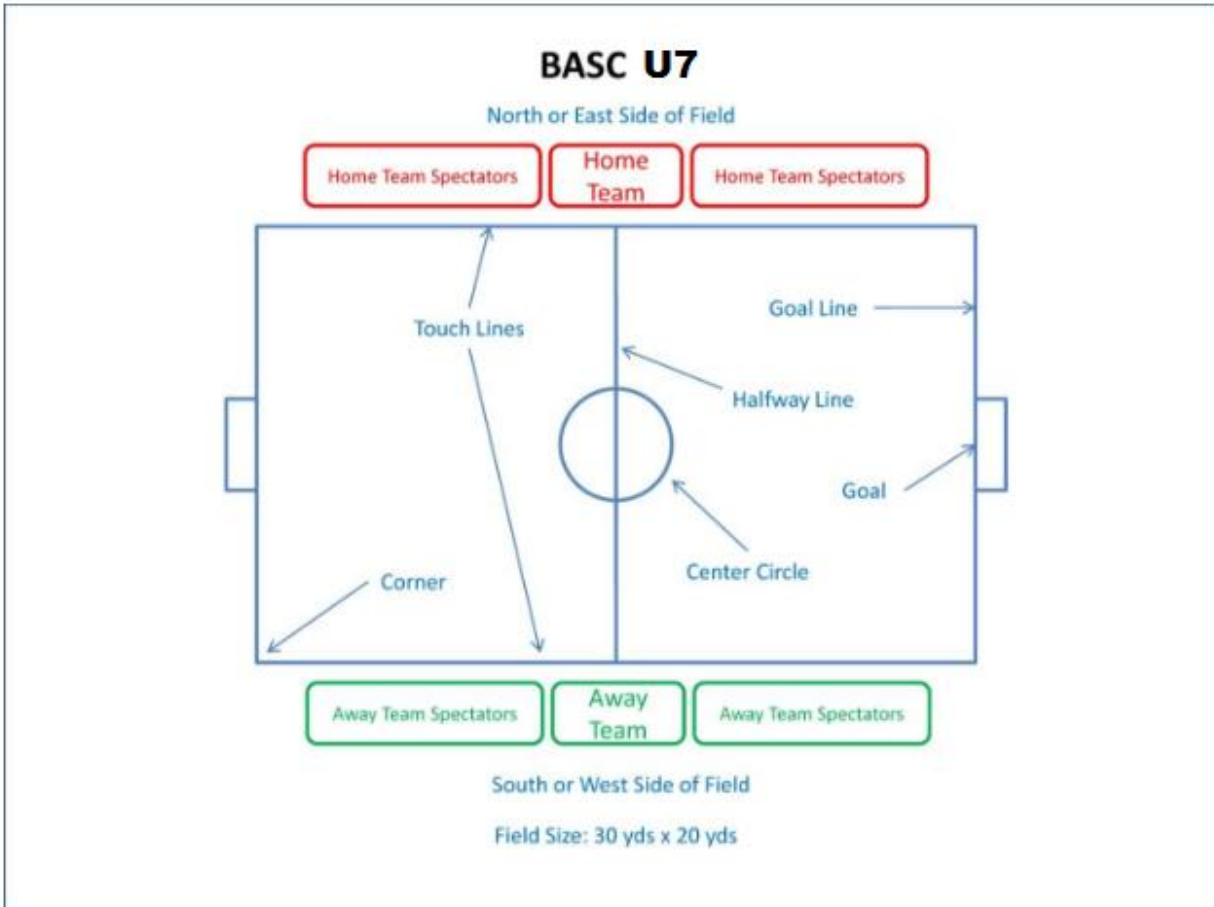 BASC U7
North or East Side of Field
Home Team Spectators
Home
Team
Home Team Spectators
Goal Line
Touch Lines
Halfway Line
Goal
Center Circle
Corner
Away Team Spectators
Away
Team
Away Team Spectators
South or West Side of Field
Field Size: 30 yds x 20 yds